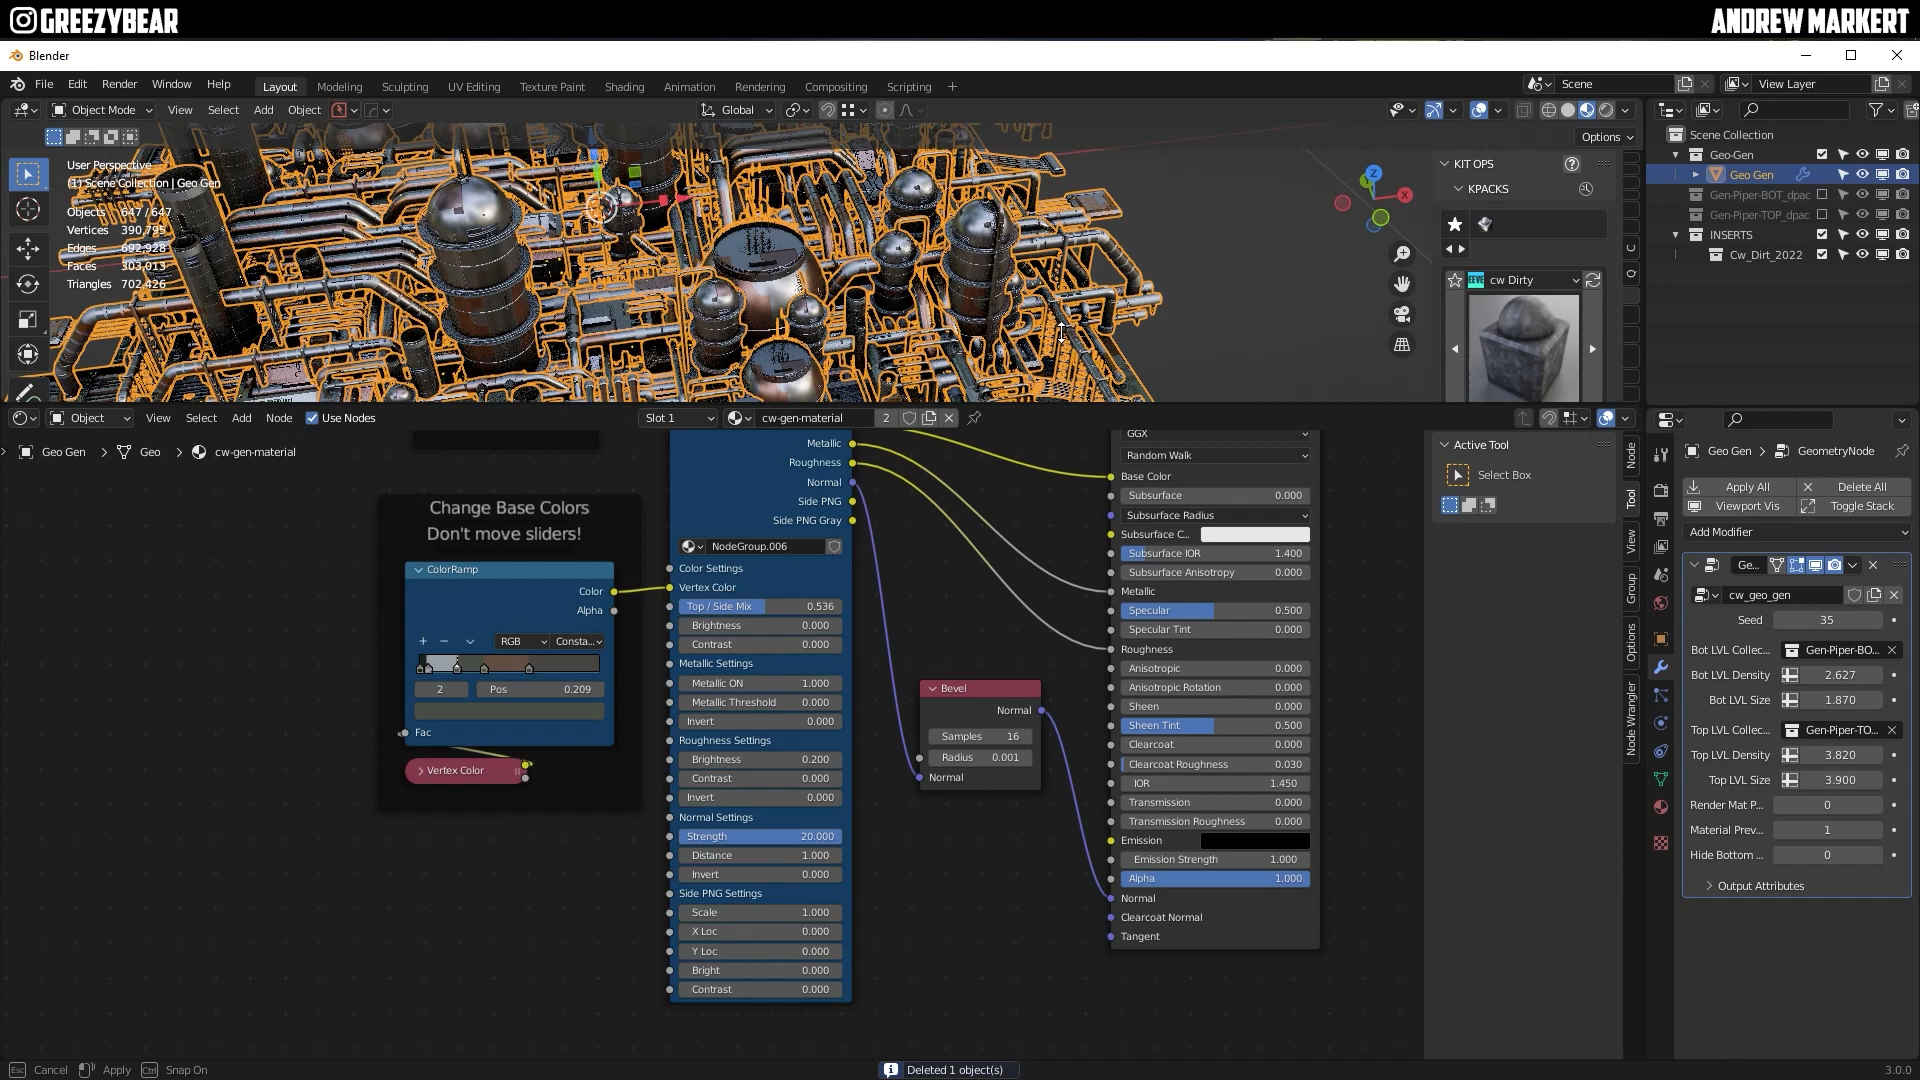 GREEZYBEAR
ANDREW MARKERT
Blender
File Edit Render Window Help
Layout Modeling Sculpting UV Editing Texture Paint Shading Animation Rendering Compositing Scripting +
Scene
View Layer
Object Mode View Select Add Object
Global
Options
User Perspective
(1) Scene Collection | Geo Gen
Objects 647/647
Vertices 390,795
Edges 692,928
Faces 303,013
Triangles 702,426
Z
X
KIT OPS
KPACKS
cw Dirty
Scene Collection
Geo-Gen
Geo Gen
Gen-Piper-BOT_dpac
Gen-Piper-TOP_dpac
INSERTS
Cw_Dirt_2022
Object View Select Add Node Use Nodes
Slot 1
cw-gen-material 2
Geo Gen > Geo > cw-gen-material
Change Base Colors
Don't move sliders!
ColorRamp
Color
Alpha
+ −
RGB Consta...
2 Pos 0.209
Fac
Vertex Color
Metallic
Roughness
Normal
Side PNG
Side PNG Gray
NodeGroup.006
Color Settings
Vertex Color
Top / Side Mix 0.536
Brightness 0.000
Contrast 0.000
Metallic Settings
Metallic ON 1.000
Metallic Threshold 0.000
Invert 0.000
Roughness Settings
Brightness 0.200
Contrast 0.000
Invert 0.000
Normal Settings
Strength 20.000
Distance 1.000
Invert 0.000
Side PNG Settings
Scale 1.000
X Loc 0.000
Y Loc 0.000
Bright 0.000
Contrast 0.000
Bevel
Normal
Samples 16
Radius 0.001
Normal
GGX
Random Walk
Base Color
Subsurface 0.000
Subsurface Radius
Subsurface C...
Subsurface IOR 1.400
Subsurface Anisotropy 0.000
Metallic
Specular 0.500
Specular Tint 0.000
Roughness
Anisotropic 0.000
Anisotropic Rotation 0.000
Sheen 0.000
Sheen Tint 0.500
Clearcoat 0.000
Clearcoat Roughness 0.030
IOR 1.450
Transmission 0.000
Transmission Roughness 0.000
Emission
Emission Strength 1.000
Alpha 1.000
Normal
Clearcoat Normal
Tangent
Active Tool
Select Box
Node
Tool
View
Group
Options
Node Wrangler
Geo Gen > GeometryNode
Apply All
Delete All
Viewport Vis
Toggle Stack
Add Modifier
Ge...
cw_geo_gen
Seed 35
Bot LVL Collec... Gen-Piper-BO...
Bot LVL Density 2.627
Bot LVL Size 1.870
Top LVL Collec... Gen-Piper-TO...
Top LVL Density 3.820
Top LVL Size 3.900
Render Mat P... 0
Material Prev... 1
Hide Bottom ... 0
Output Attributes
Esc Cancel Apply Ctrl Snap On
Deleted 1 object(s)
3.0.0